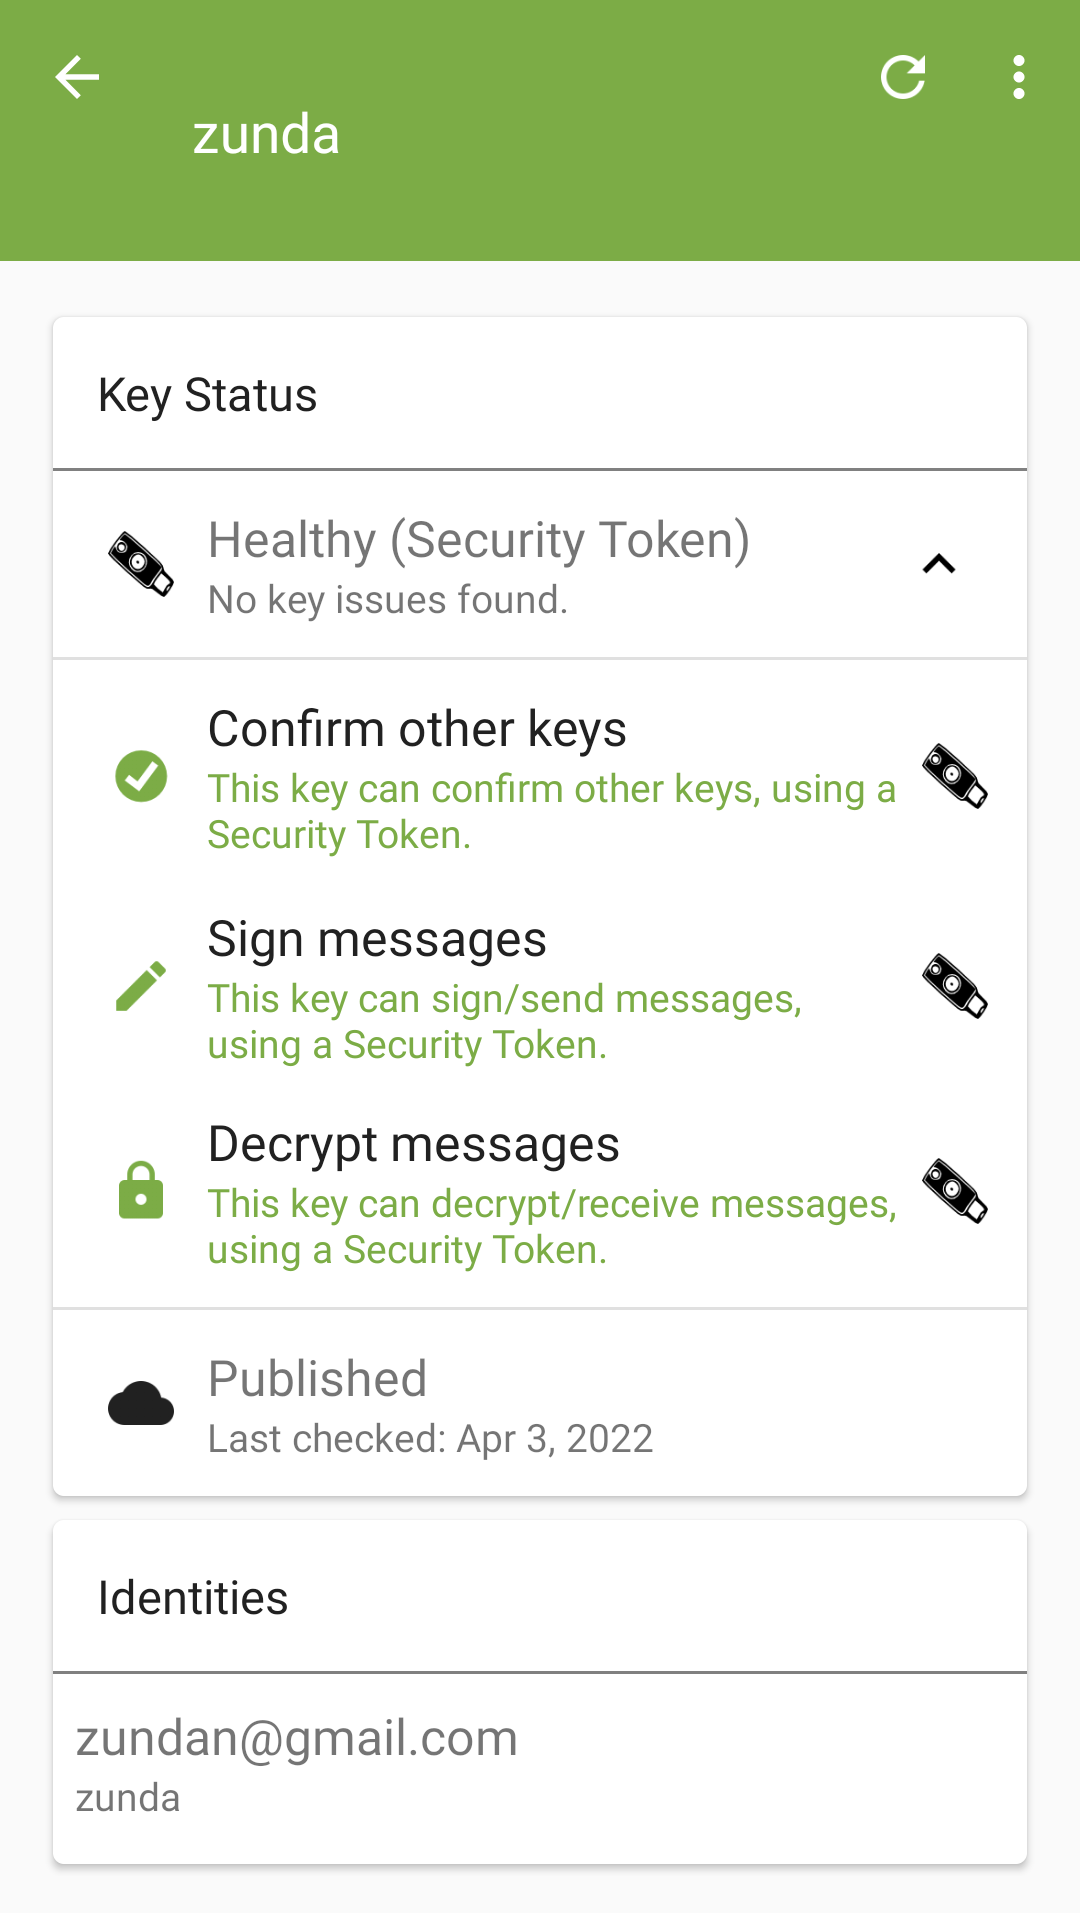 zunda
Key Status
Healthy (Security Token)
No key issues found.
Confirm other keys
This key can confirm other keys, using a
Security Token.
Sign messages
This key can sign/send messages,
using a Security Token.
Decrypt messages
This key can decrypt/receive messages,
using a Security Token.
Published
Last checked: Apr 3, 2022
Identities
zundan@gmail.com
zunda